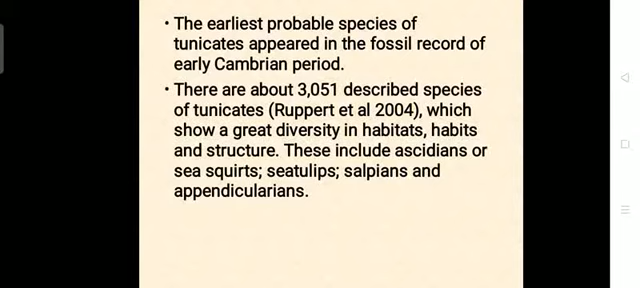 • The earliest probable species of
tunicates appeared in the fossil record of
early Cambrian period.
• There are about 3,051 described species
of tunicates (Ruppert et al 2004), which
show a great diversity in habitats, habits
and structure. These include ascidians or
sea squirts; seatulips; salpians and
appendicularians.